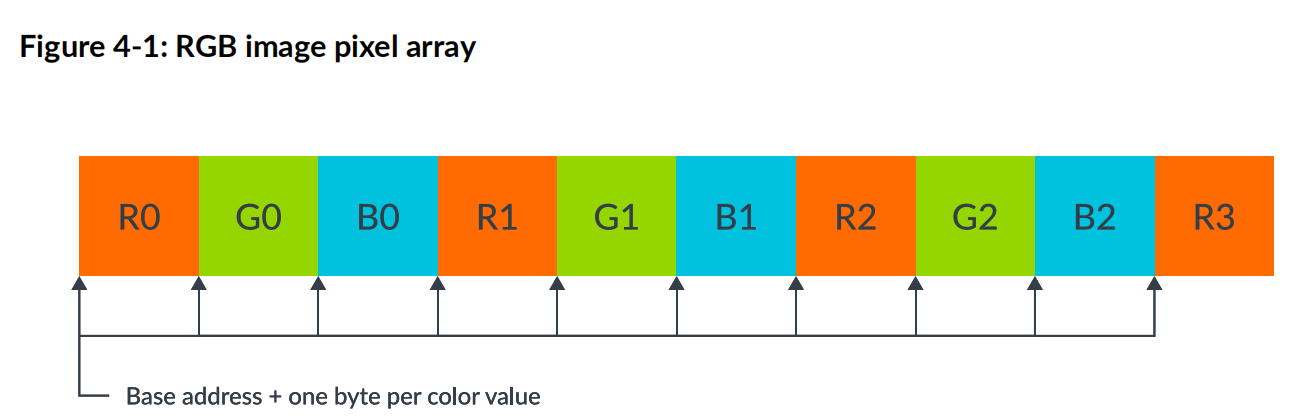 Figure 4-1: RGB image pixel array
R0 G0 B0 R1 G1 B1 R2 G2 B2 R3
Base address + one byte per color value